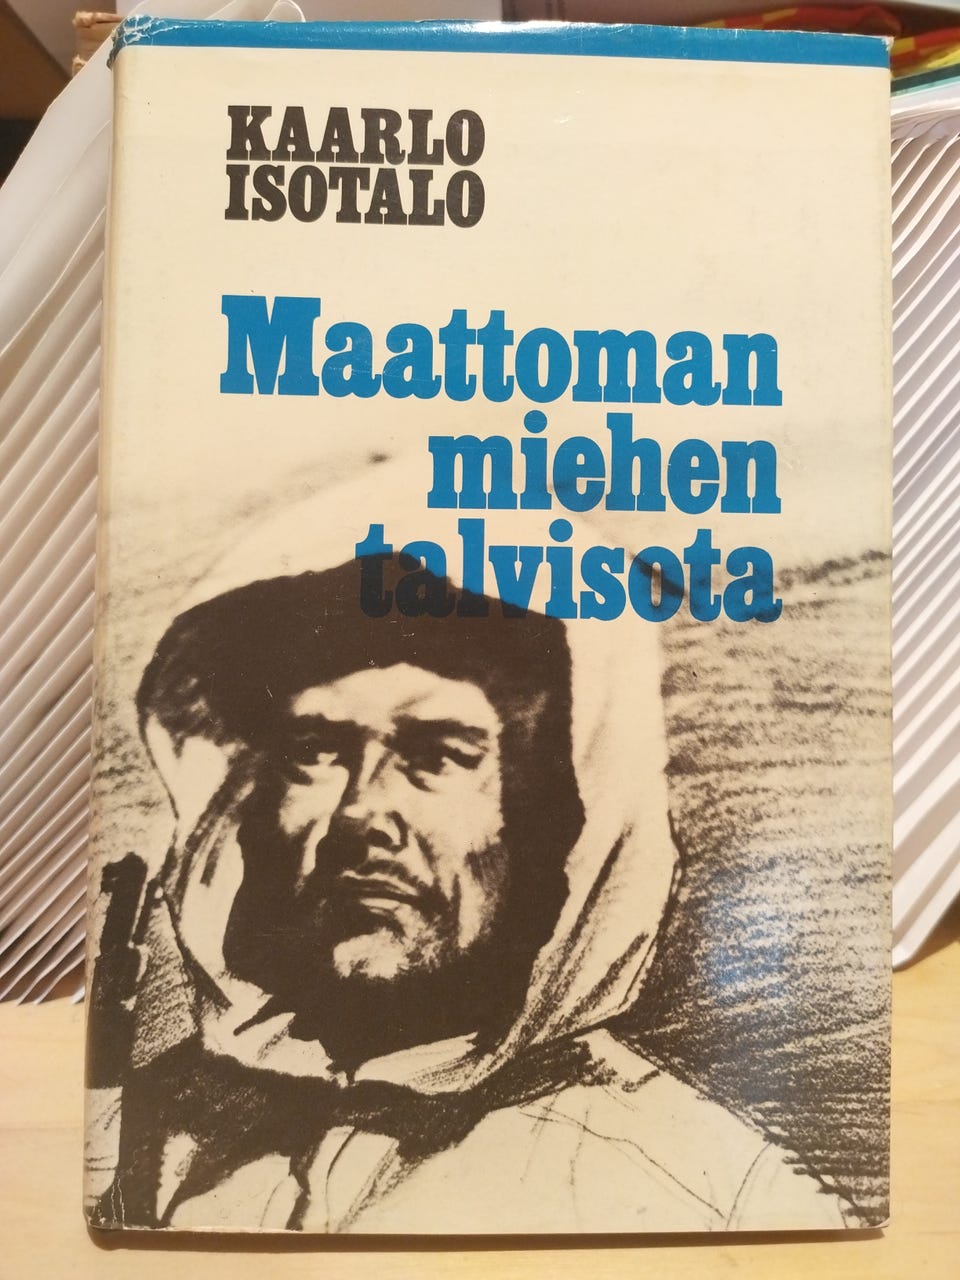 KAARLO
ISOTALO
Maattoman
miehen
talvisota